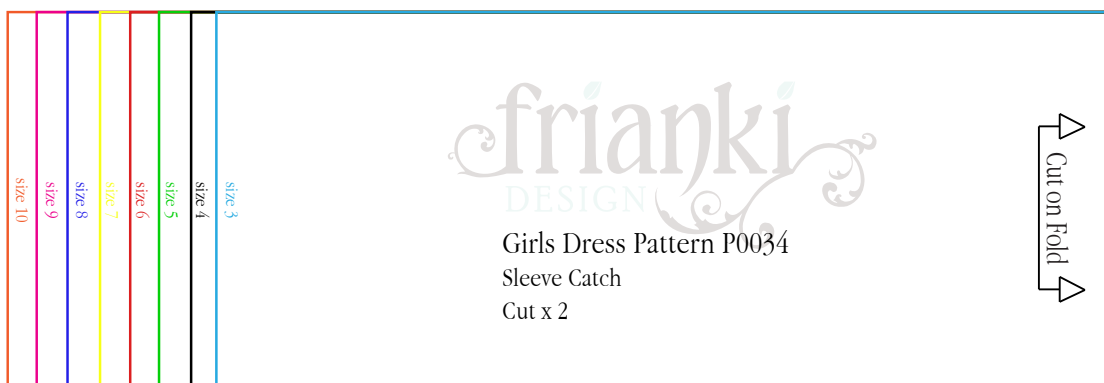 size 10
size 9
size 8
size 7
size 6
size 5
size 4
size 3
frianki
DESIGN
Girls Dress Pattern P0034
Sleeve Catch
Cut x 2
Cut on Fold